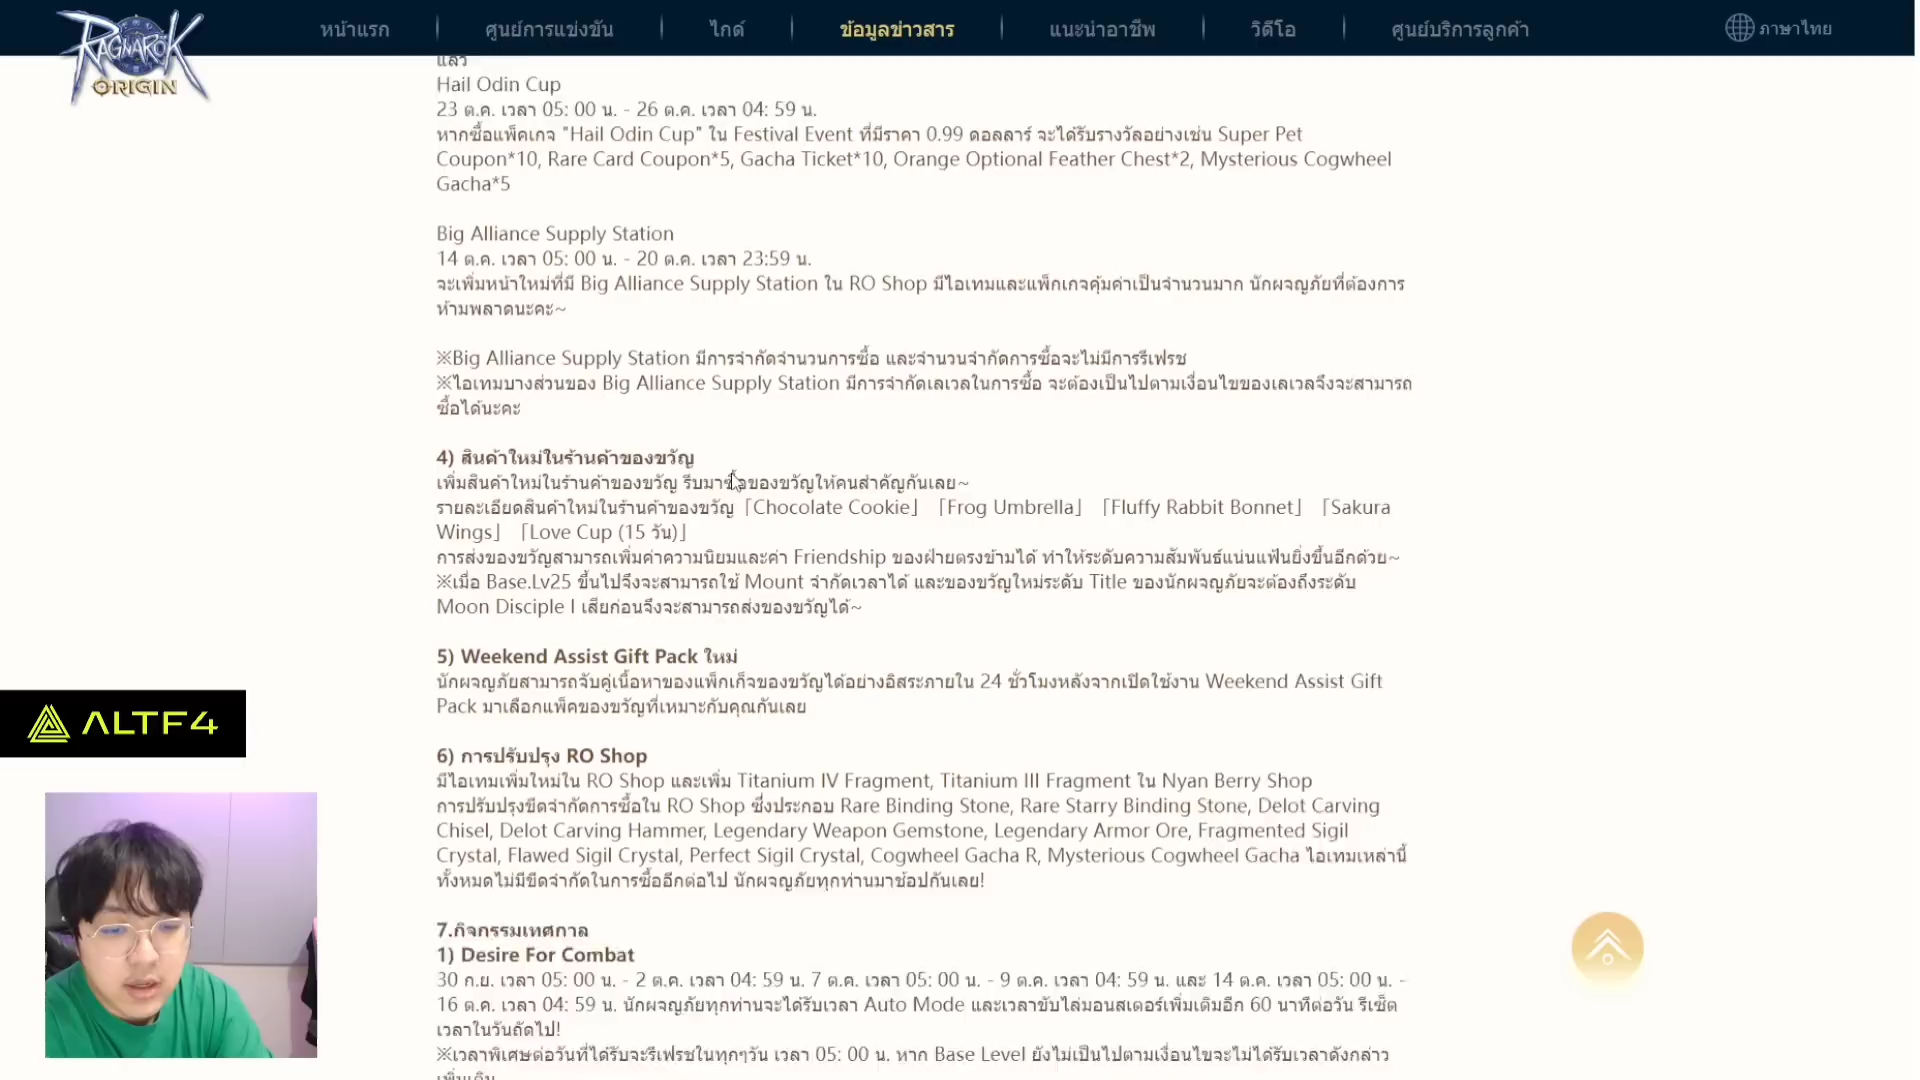 RAGNAROK
ORIGIN
หน้าแรก
ศูนย์การแข่งขัน
ไกด์
ข้อมูลข่าวสาร
แนะนำอาชีพ
วิดีโอ
ศูนย์บริการลูกค้า
ภาษาไทย
แล้ว
Hail Odin Cup
23 ต.ค. เวลา 05: 00 น. - 26 ต.ค. เวลา 04: 59 น.
หากซื้อแพ็คเกจ "Hail Odin Cup" ใน Festival Event ที่มีราคา 0.99 ดอลลาร์ จะได้รับรางวัลอย่างเช่น Super Pet
Coupon*10, Rare Card Coupon*5, Gacha Ticket*10, Orange Optional Feather Chest*2, Mysterious Cogwheel
Gacha*5
Big Alliance Supply Station
14 ต.ค. เวลา 05: 00 น. - 20 ต.ค. เวลา 23:59 น.
จะเพิ่มหน้าใหม่ที่มี Big Alliance Supply Station ใน RO Shop มีไอเทมและแพ็กเกจคุ้มค่าเป็นจำนวนมาก นักผจญภัยที่ต้องการ
ห้ามพลาดนะคะ~
※Big Alliance Supply Station มีการจำกัดจำนวนการซื้อ และจำนวนจำกัดการซื้อจะไม่มีการรีเฟรช
※ไอเทมบางส่วนของ Big Alliance Supply Station มีการจำกัดเลเวลในการซื้อ จะต้องเป็นไปตามเงื่อนไขของเลเวลจึงจะสามารถ
ซื้อได้นะคะ
4) สินค้าใหม่ในร้านค้าของขวัญ
เพิ่มสินค้าใหม่ในร้านค้าของขวัญ รีบมาซื้อของขวัญให้คนสำคัญกันเลย~
รายละเอียดสินค้าใหม่ในร้านค้าของขวัญ「Chocolate Cookie」「Frog Umbrella」「Fluffy Rabbit Bonnet」「Sakura
Wings」「Love Cup (15 วัน)」
การส่งของขวัญสามารถเพิ่มค่าความนิยมและค่า Friendship ของฝ่ายตรงข้ามได้ ทำให้ระดับความสัมพันธ์แน่นแฟ้นยิ่งขึ้นอีกด้วย~
※เมื่อ Base.Lv25 ขึ้นไปจึงจะสามารถใช้ Mount จำกัดเวลาได้ และของขวัญใหม่ระดับ Title ของนักผจญภัยจะต้องถึงระดับ
Moon Disciple I เสียก่อนจึงจะสามารถส่งของขวัญได้~
5) Weekend Assist Gift Pack ใหม่
นักผจญภัยสามารถจับคู่เนื้อหาของแพ็กเก็จของขวัญได้อย่างอิสระภายใน 24 ชั่วโมงหลังจากเปิดใช้งาน Weekend Assist Gift
Pack มาเลือกแพ็คของขวัญที่เหมาะกับคุณกันเลย
6) การปรับปรุง RO Shop
มีไอเทมเพิ่มใหม่ใน RO Shop และเพิ่ม Titanium IV Fragment, Titanium III Fragment ใน Nyan Berry Shop
การปรับปรุงขีดจำกัดการซื้อใน RO Shop ซึ่งประกอบ Rare Binding Stone, Rare Starry Binding Stone, Delot Carving
Chisel, Delot Carving Hammer, Legendary Weapon Gemstone, Legendary Armor Ore, Fragmented Sigil
Crystal, Flawed Sigil Crystal, Perfect Sigil Crystal, Cogwheel Gacha R, Mysterious Cogwheel Gacha ไอเทมเหล่านี้
ทั้งหมดไม่มีขีดจำกัดในการซื้ออีกต่อไป นักผจญภัยทุกท่านมาช้อปกันเลย!
ALTF4
7.กิจกรรมเทศกาล
1) Desire For Combat
30 ก.ย. เวลา 05: 00 น. - 2 ต.ค. เวลา 04: 59 น. 7 ต.ค. เวลา 05: 00 น. - 9 ต.ค. เวลา 04: 59 น. และ 14 ต.ค. เวลา 05: 00 น. -
16 ต.ค. เวลา 04: 59 น. นักผจญภัยทุกท่านจะได้รับเวลา Auto Mode และเวลาขับไล่มอนสเตอร์เพิ่มเติมอีก 60 นาทีต่อวัน รีเซ็ต
เวลาในวันถัดไป!
※เวลาพิเศษต่อวันที่ได้รับจะรีเฟรชในทุกๆวัน เวลา 05: 00 น. หาก Base Level ยังไม่เป็นไปตามเงื่อนไขจะไม่ได้รับเวลาดังกล่าว
เพิ่มเติม